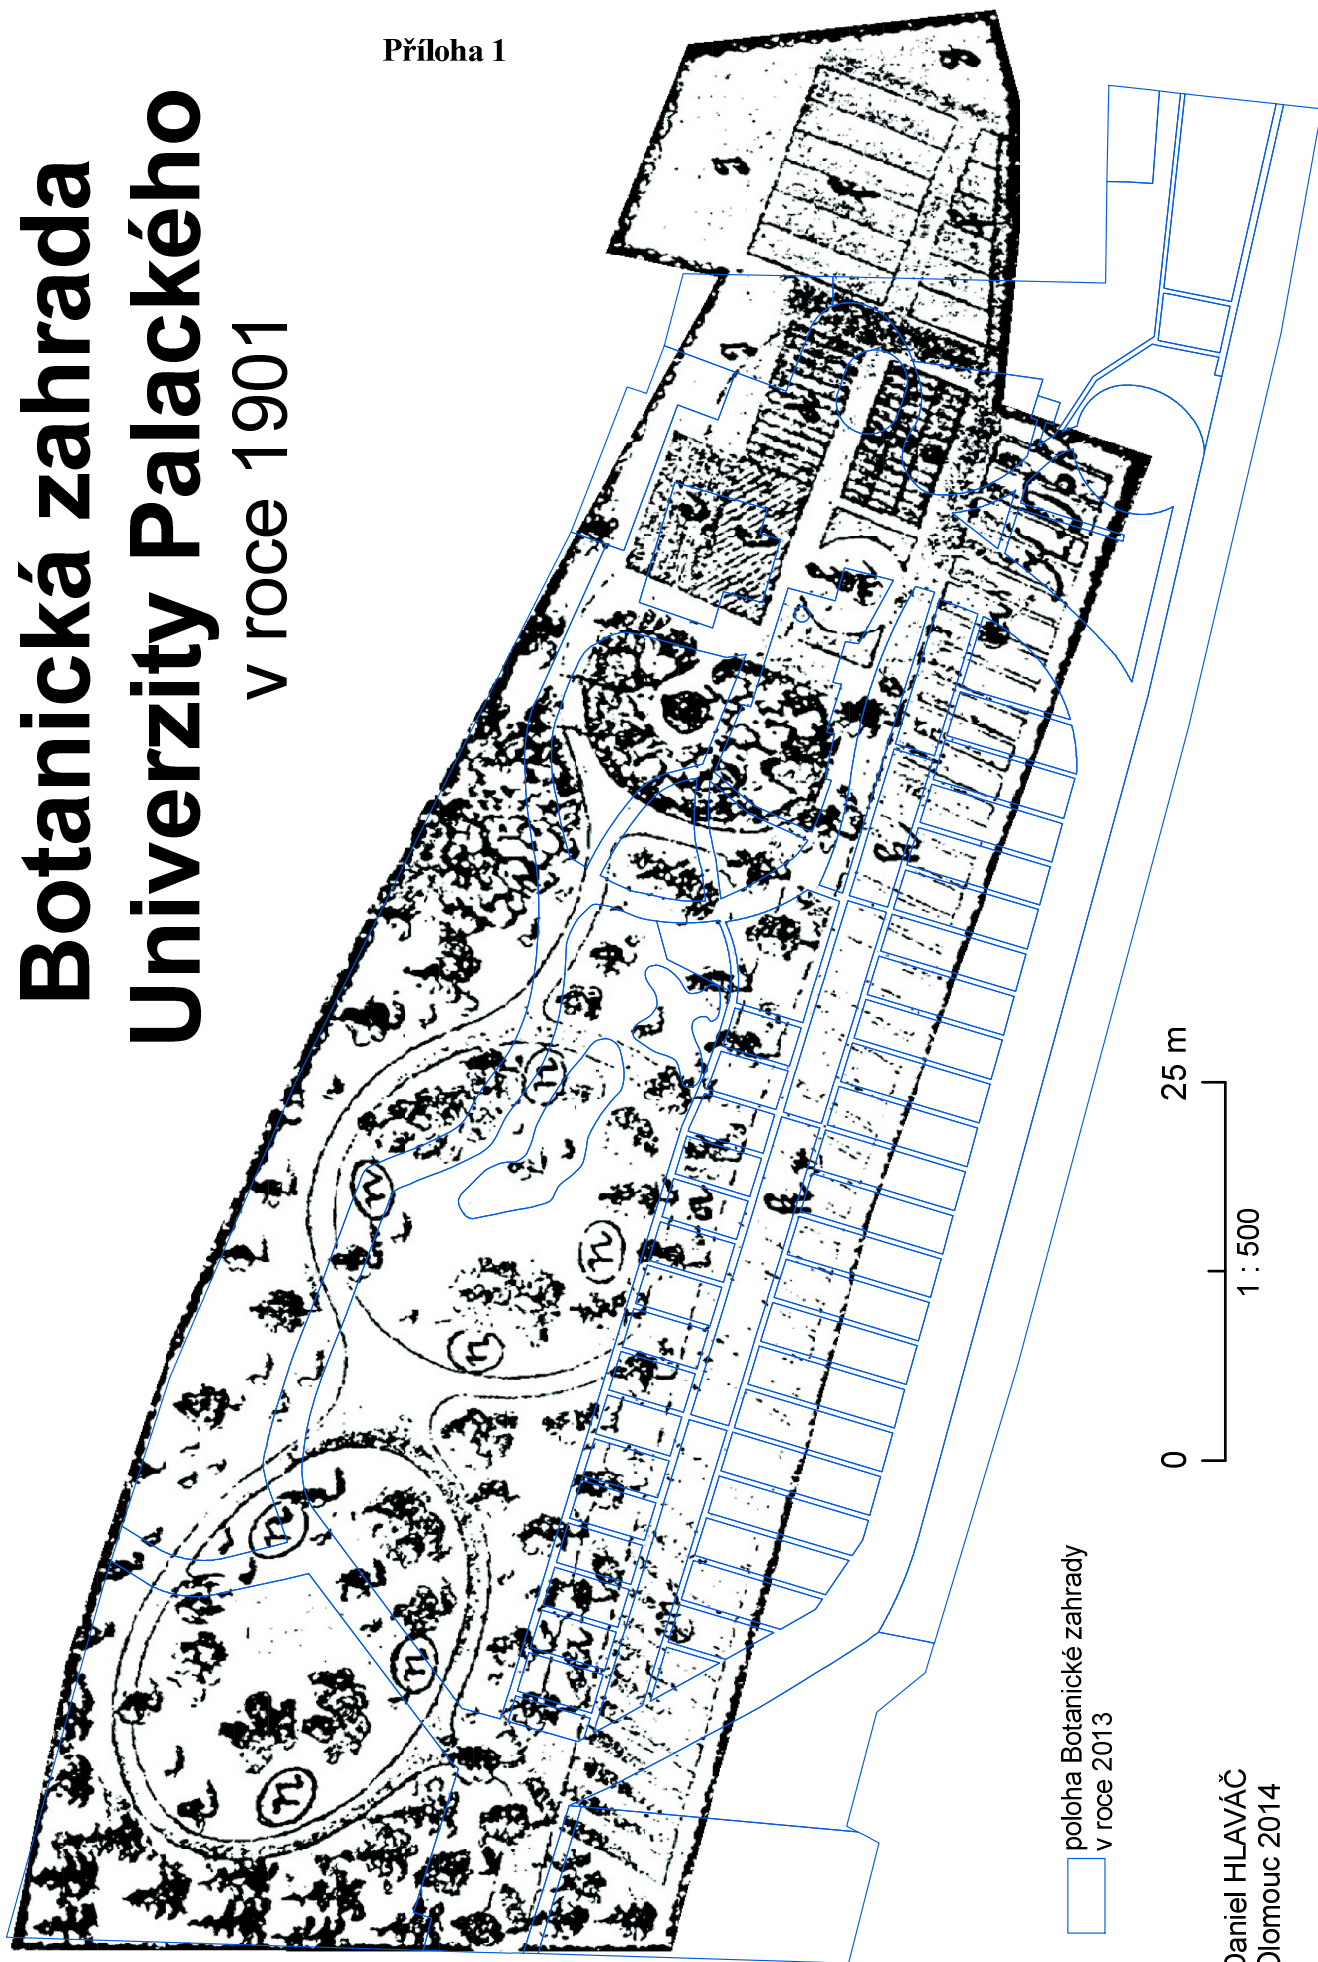 Příloha 1
Botanická zahrada
Univerzity Palackého
v roce 1901
0
25 m
1 : 500
poloha Botanické zahrady
v roce 2013
Daniel HLAVÁČ
Olomouc 2014
n
n
n
n
n
n
n